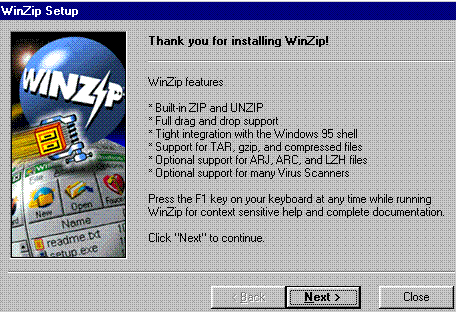 WinZip Setup
Thank you for installing WinZip!
WinZip features
* Built-in ZIP and UNZIP
* Full drag and drop support
* Tight integration with the Windows 95 shell
* Support for TAR, gzip, and compressed files
* Optional support for ARJ, ARC, and LZH files
* Optional support for many Virus Scanners
Press the F1 key on your keyboard at any time while running
WinZip for context sensitive help and complete documentation.
Click "Next" to continue.
WINZIP
New
Open
Name
readme.txt
setup.exe
< Back
Next >
Close